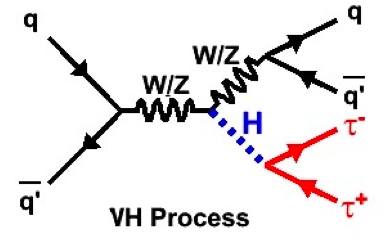 q
q
W/Z
W/Z
q'
H
τ-
q'
τ+
VH Process